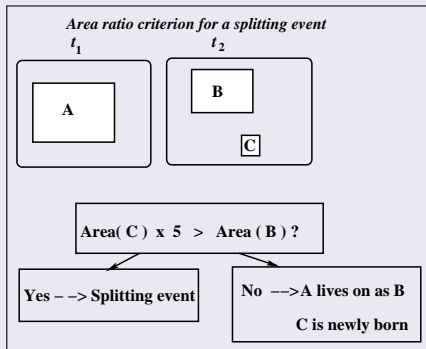 Area ratio criterion for a splitting event
t1 t2
A
B
C
Area( C ) x 5 > Area ( B ) ?
Yes – –> Splitting event
No ––>A lives on as B
C is newly born